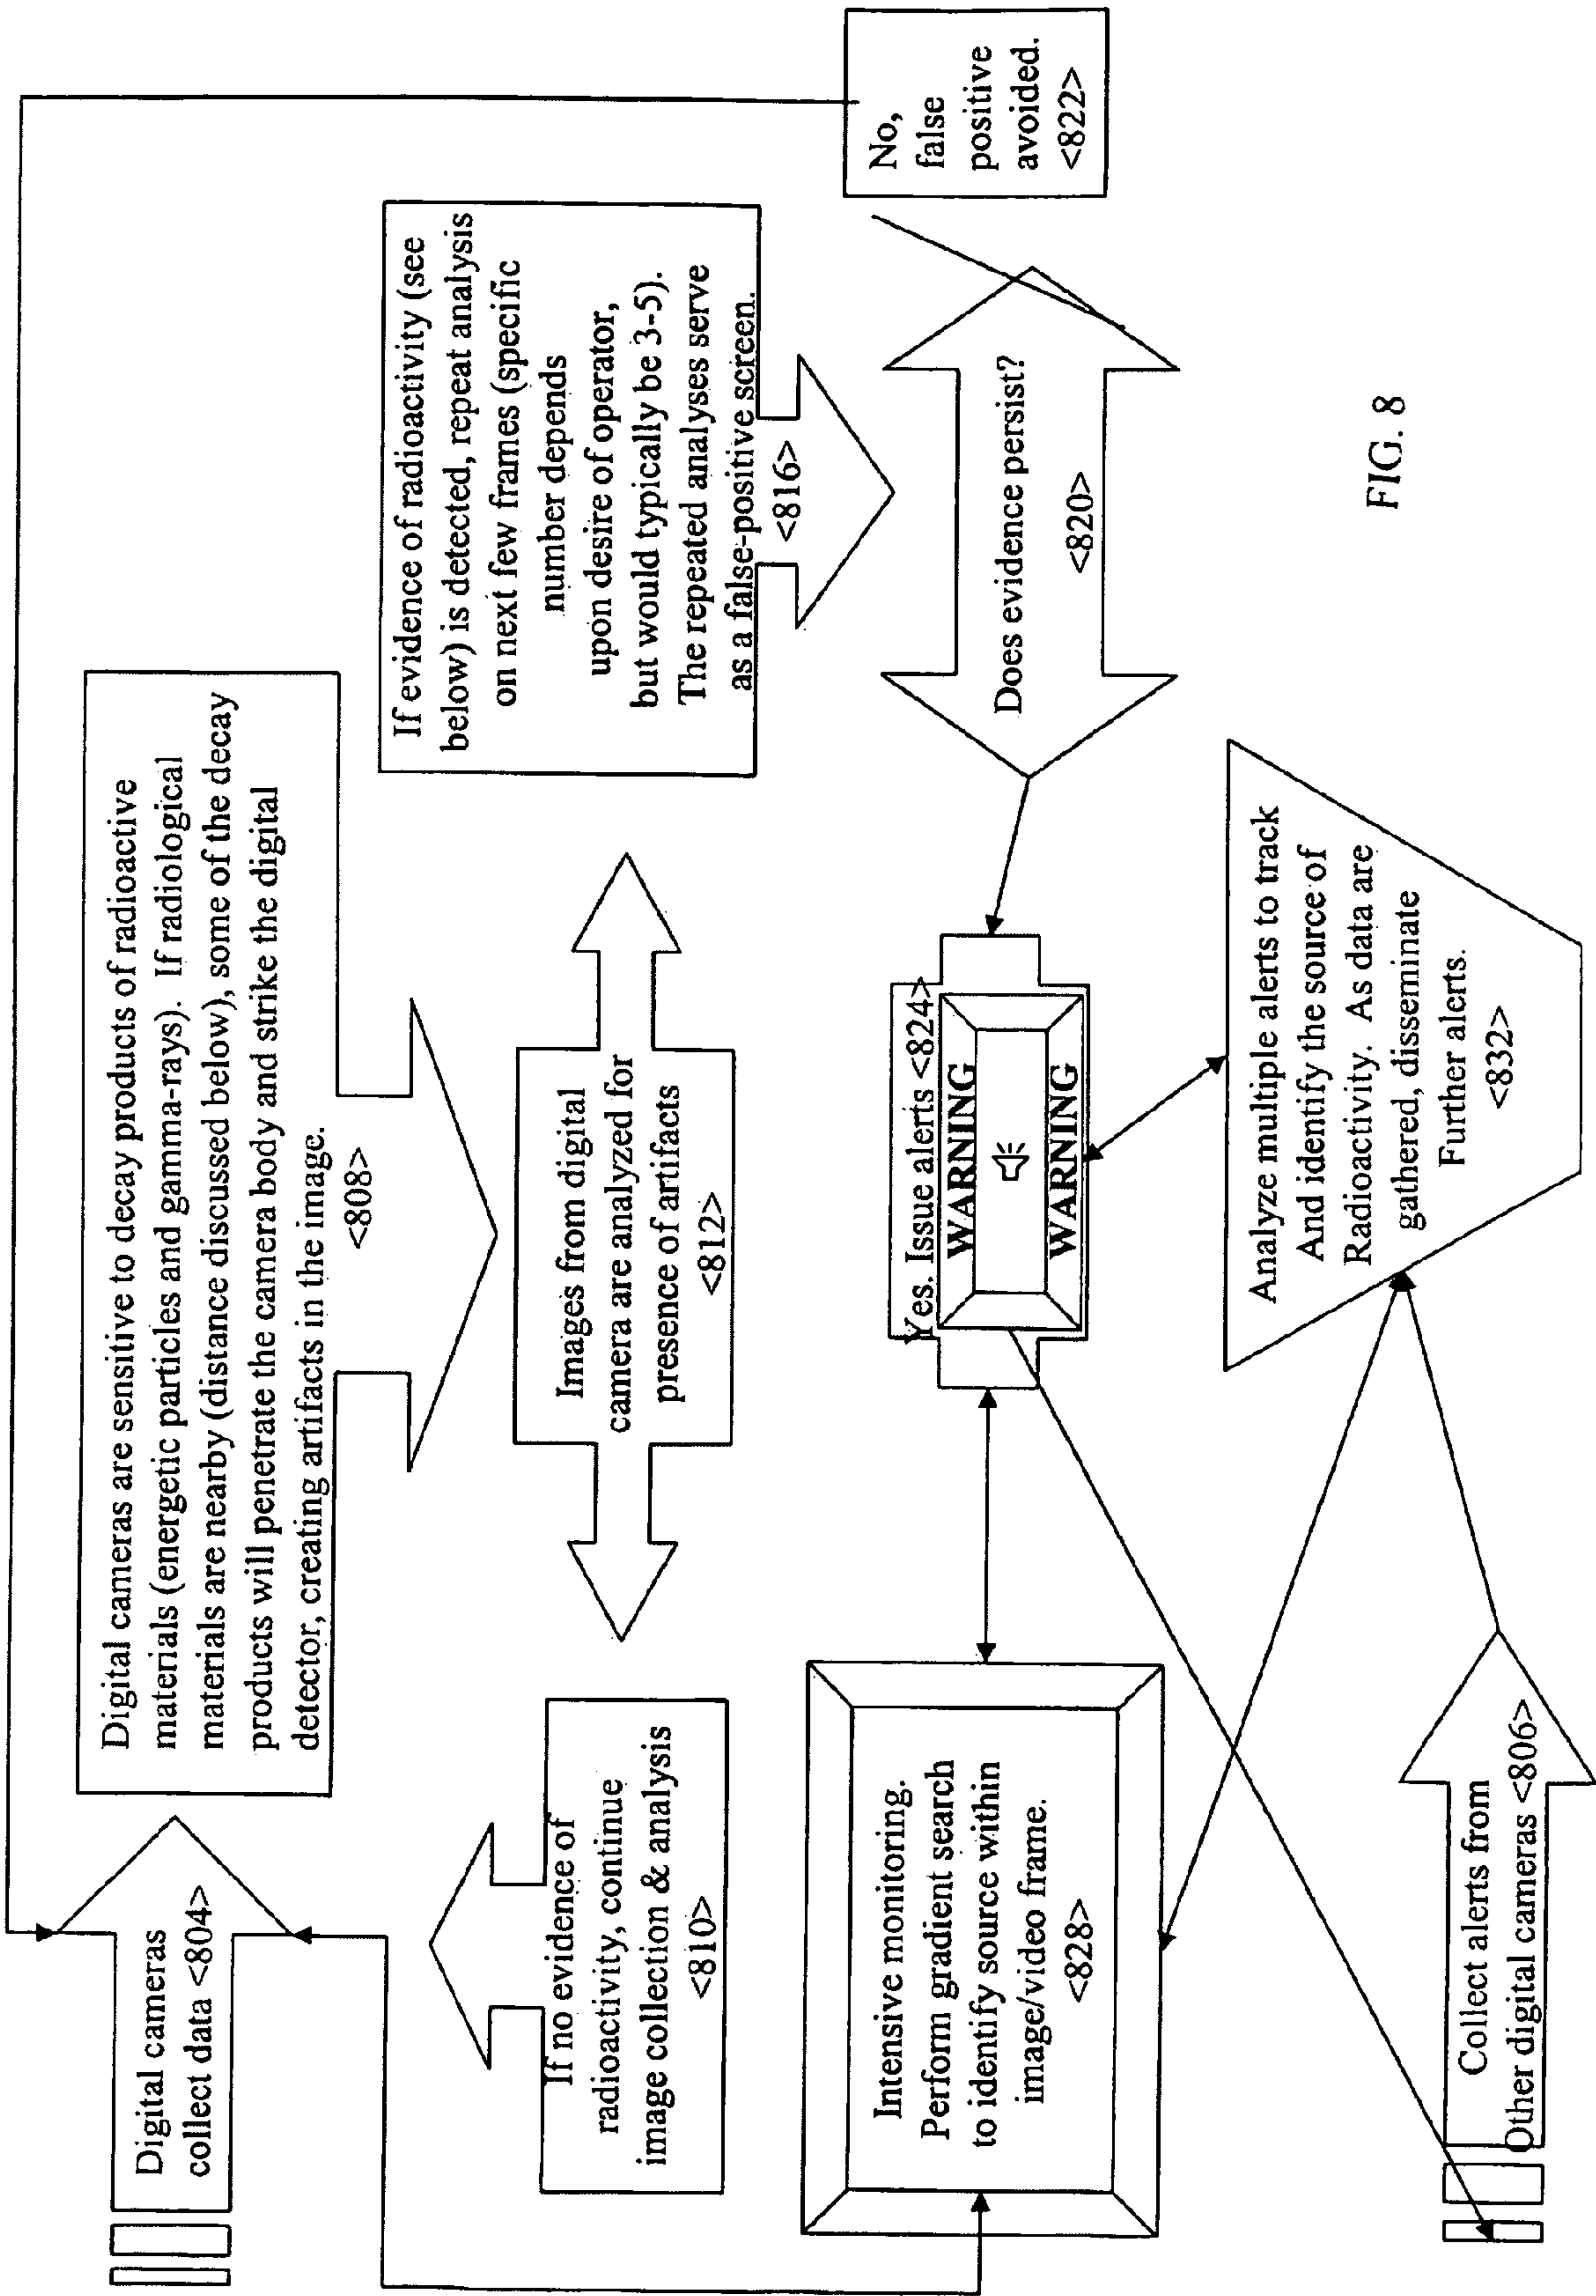 Digital cameras
collect data <804>
Digital cameras are sensitive to decay products of radioactive
materials (energetic particles and gamma-rays).  If radiological
materials are nearby (distance discussed below), some of the decay
products will penetrate the camera body and strike the digital
detector, creating artifacts in the image.
<808>
If no evidence of
radioactivity, continue
image collection & analysis
<810>
Images from digital
camera are analyzed for
presence of artifacts
<812>
If evidence of radioactivity (see
below) is detected, repeat analysis
on next few frames (specific
number depends
upon desire of operator,
but would typically be 3-5).
The repeated analyses serve
as a false-positive screen.
<816>
Does evidence persist?
<820>
No,
false
positive
avoided.
<822>
Yes. Issue alerts <824>
WARNING
WARNING
Intensive monitoring.
Perform gradient search
to identify source within
image/video frame.
<828>
Analyze multiple alerts to track
And identify the source of
Radioactivity.  As data are
gathered, disseminate
Further alerts.
<832>
Collect alerts from
Other digital cameras <806>
FIG. 8